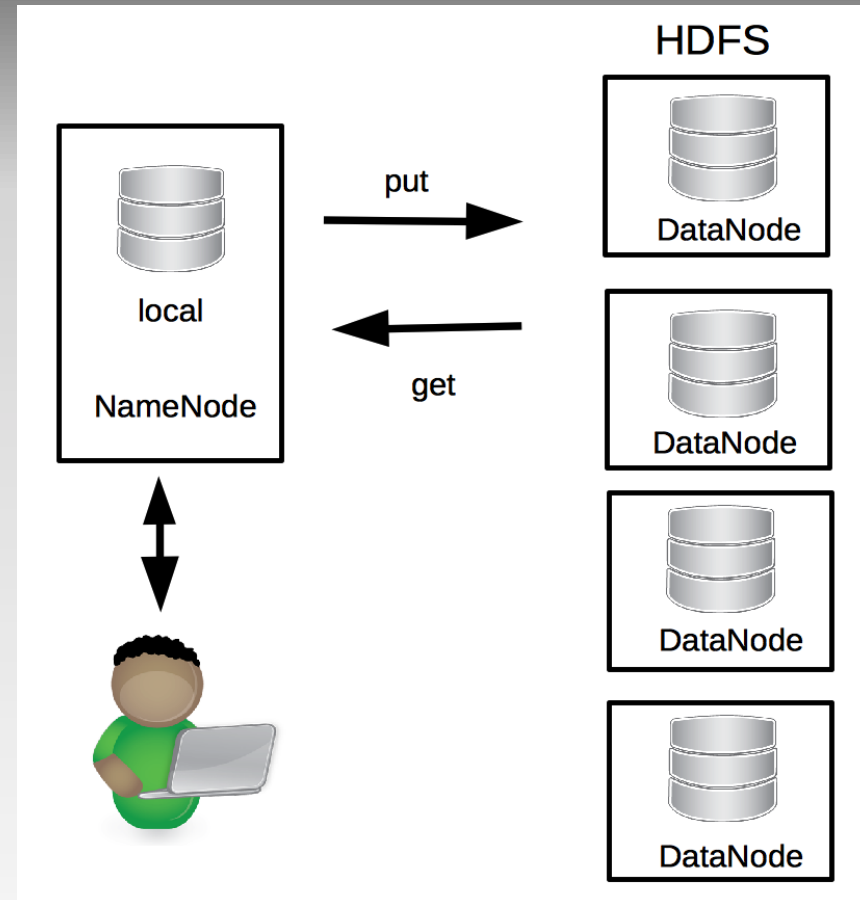 HDFS
put
DataNode
local
get
NameNode
DataNode
DataNode
DataNode